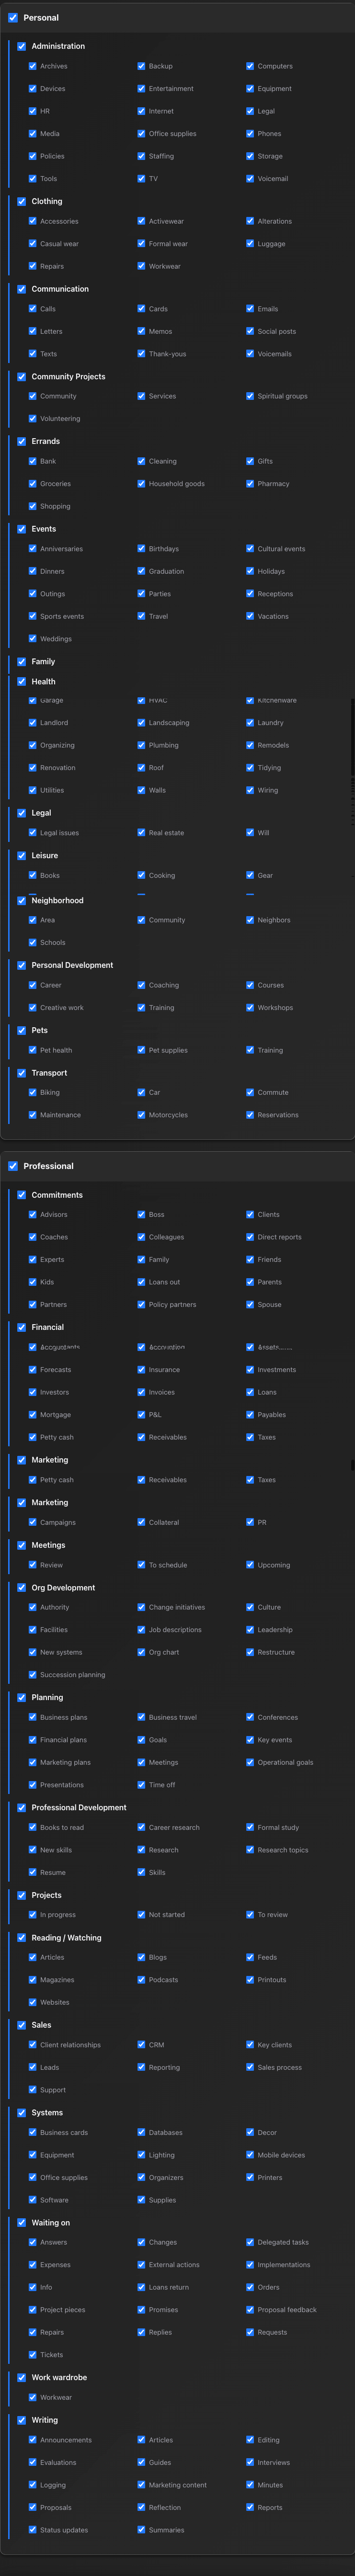 Personal
Administration
Archives Backup Computers
Devices Entertainment Equipment
HR Internet Legal
Media Office supplies Phones
Policies Staffing Storage
Tools TV Voicemail
Clothing
Accessories Activewear Alterations
Casual wear Formal wear Luggage
Repairs Workwear
Communication
Calls Cards Emails
Letters Memos Social posts
Texts Thank-yous Voicemails
Community Projects
Community Services Spiritual groups
Volunteering
Errands
Bank Cleaning Gifts
Groceries Household goods Pharmacy
Shopping
Events
Anniversaries Birthdays Cultural events
Dinners Graduation Holidays
Outings Parties Receptions
Sports events Travel Vacations
Weddings
Family
Health
Garage HVAC Kitchenware
Landlord Landscaping Laundry
Organizing Plumbing Remodels
Renovation Roof Tidying
Utilities Walls Wiring
Legal
Legal issues Real estate Will
Leisure
Books Cooking Gear
Neighborhood
Area Community Neighbors
Schools
Personal Development
Career Coaching Courses
Creative work Training Workshops
Pets
Pet health Pet supplies Training
Transport
Biking Car Commute
Maintenance Motorcycles Reservations
Professional
Commitments
Advisors Boss Clients
Coaches Colleagues Direct reports
Experts Family Friends
Kids Loans out Parents
Partners Policy partners Spouse
Financial
Accountants Accounting Assets
Forecasts Insurance Investments
Investors Invoices Loans
Mortgage P&L Payables
Petty cash Receivables Taxes
Marketing
Petty cash Receivables Taxes
Marketing
Campaigns Collateral PR
Meetings
Review To schedule Upcoming
Org Development
Authority Change initiatives Culture
Facilities Job descriptions Leadership
New systems Org chart Restructure
Succession planning
Planning
Business plans Business travel Conferences
Financial plans Goals Key events
Marketing plans Meetings Operational goals
Presentations Time off
Professional Development
Books to read Career research Formal study
New skills Research Research topics
Resume Skills
Projects
In progress Not started To review
Reading / Watching
Articles Blogs Feeds
Magazines Podcasts Printouts
Websites
Sales
Client relationships CRM Key clients
Leads Reporting Sales process
Support
Systems
Business cards Databases Decor
Equipment Lighting Mobile devices
Office supplies Organizers Printers
Software Supplies
Waiting on
Answers Changes Delegated tasks
Expenses External actions Implementations
Info Loans return Orders
Project pieces Promises Proposal feedback
Repairs Replies Requests
Tickets
Work wardrobe
Workwear
Writing
Announcements Articles Editing
Evaluations Guides Interviews
Logging Marketing content Minutes
Proposals Reflection Reports
Status updates Summaries